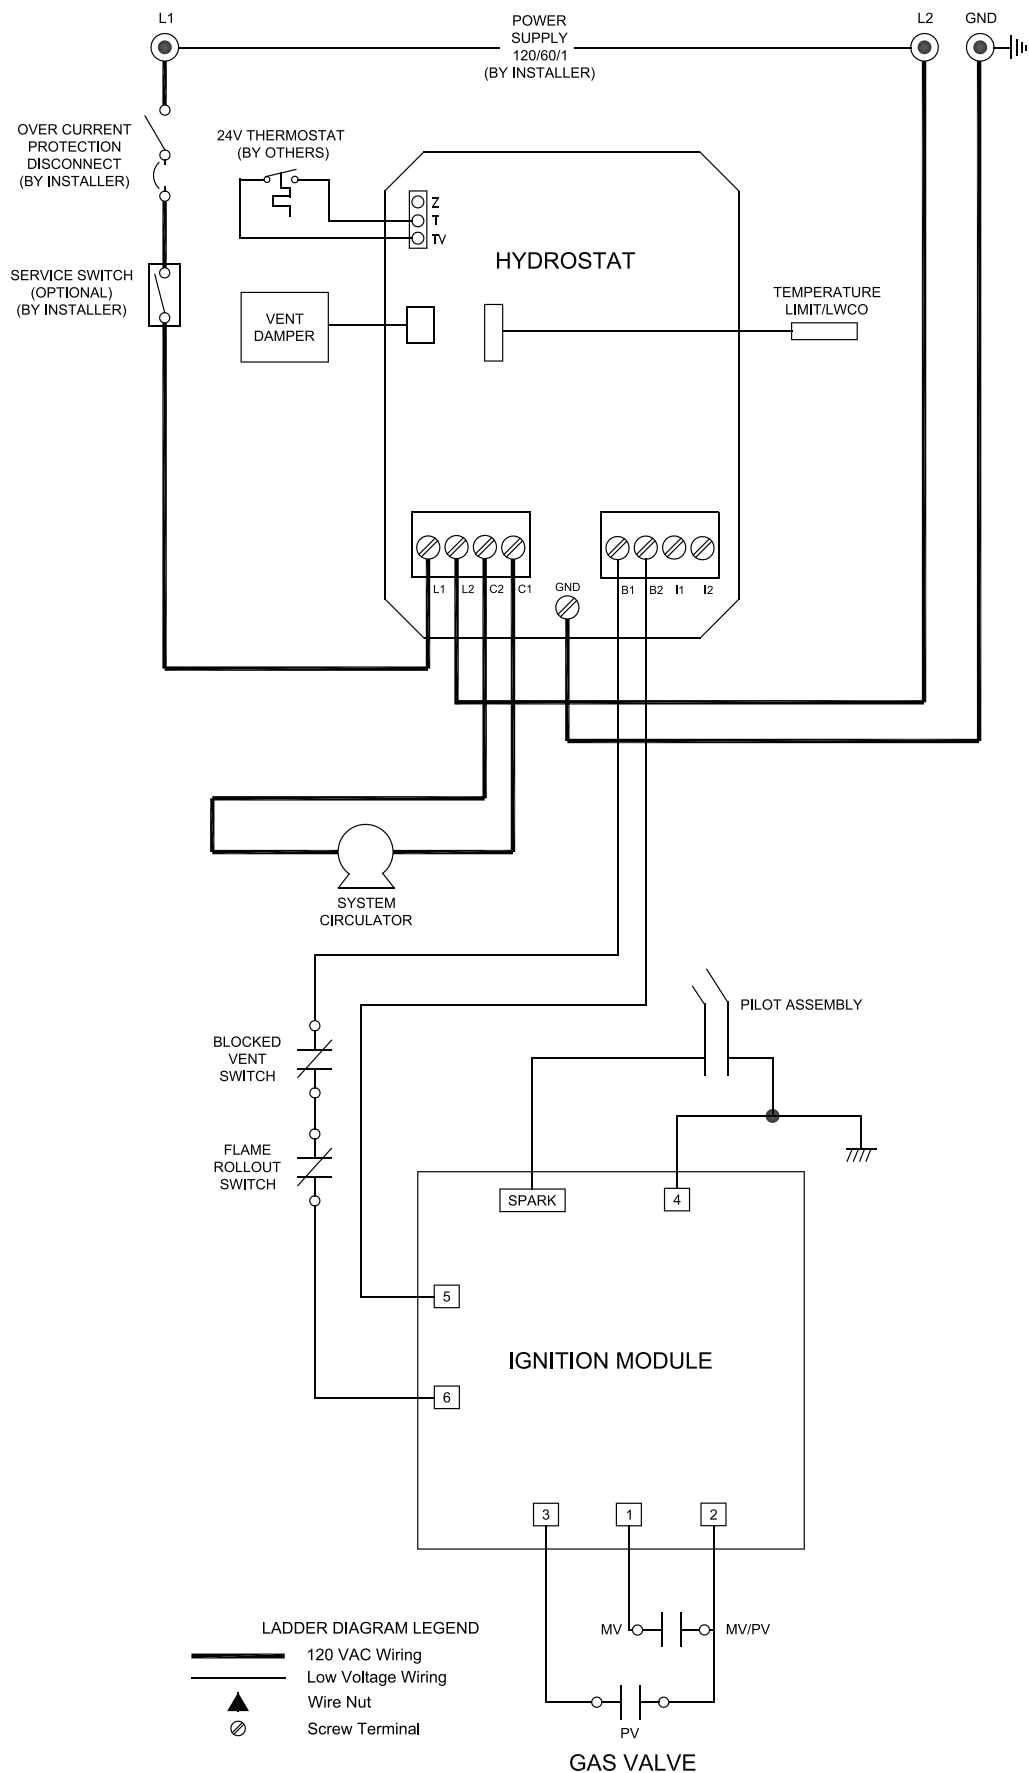 L1
POWER
SUPPLY
120/60/1
(BY INSTALLER)
L2
GND
OVER CURRENT
PROTECTION
DISCONNECT
(BY INSTALLER)
24V THERMOSTAT
(BY OTHERS)
Z
T
TV
HYDROSTAT
SERVICE SWITCH
(OPTIONAL)
(BY INSTALLER)
VENT
DAMPER
TEMPERATURE
LIMIT/LWCO
L1
L2
C2
C1
GND
B1
B2
I1
I2
SYSTEM
CIRCULATOR
PILOT ASSEMBLY
BLOCKED
VENT
SWITCH
FLAME
ROLLOUT
SWITCH
SPARK
4
5
IGNITION MODULE
6
3
1
2
MV
MV/PV
PV
GAS VALVE
LADDER DIAGRAM LEGEND
120 VAC Wiring
Low Voltage Wiring
Wire Nut
Screw Terminal